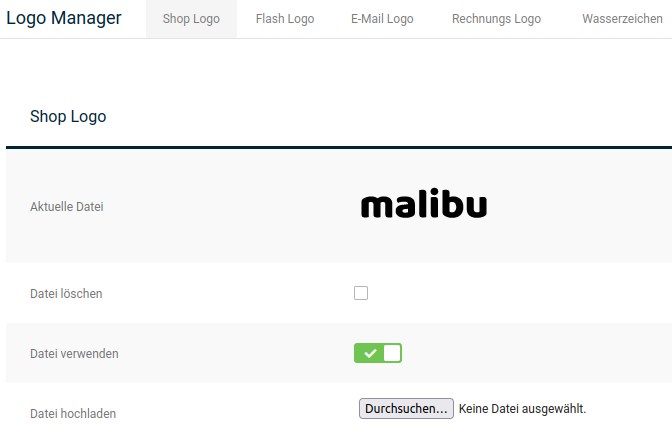 Logo Manager Shop Logo Flash Logo E-Mail Logo Rechnungs Logo Wasserzeichen
Shop Logo
Aktuelle Datei malibu
Datei löschen
Datei verwenden
Datei hochladen Durchsuchen... Keine Datei ausgewählt.